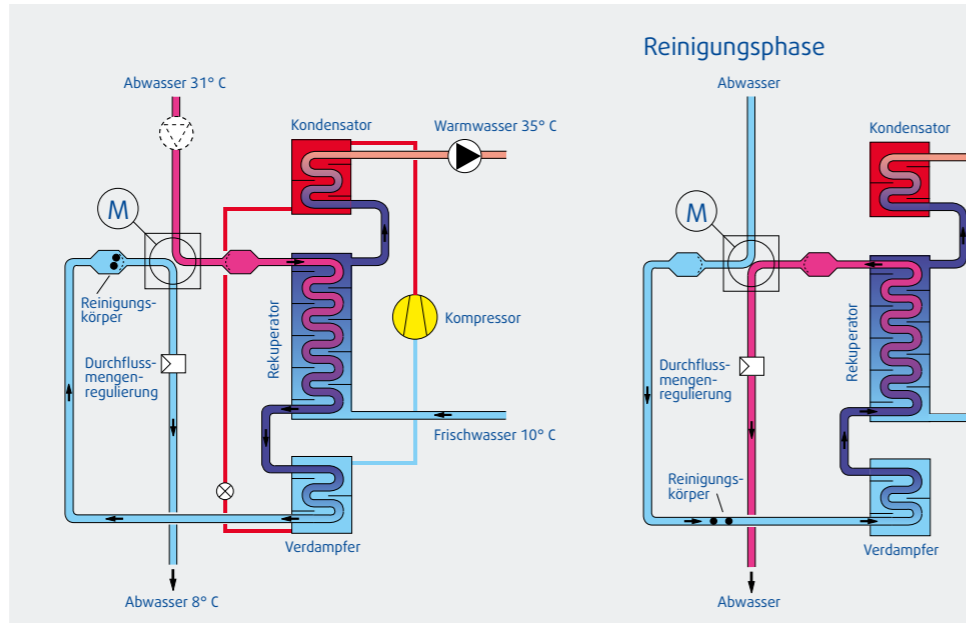 Reinigungsphase
Abwasser 31° C
Kondensator
Warmwasser 35° C
M
Reinigungs-
körper
Rekuperator
Kompressor
Durchfluss-
mengen-
regulierung
Frischwasser 10° C
Verdampfer
Abwasser 8° C
Abwasser
Kondensator
M
Durchfluss-
mengen-
regulierung
Rekuperator
Reinigungs-
körper
Verdampfer
Abwasser